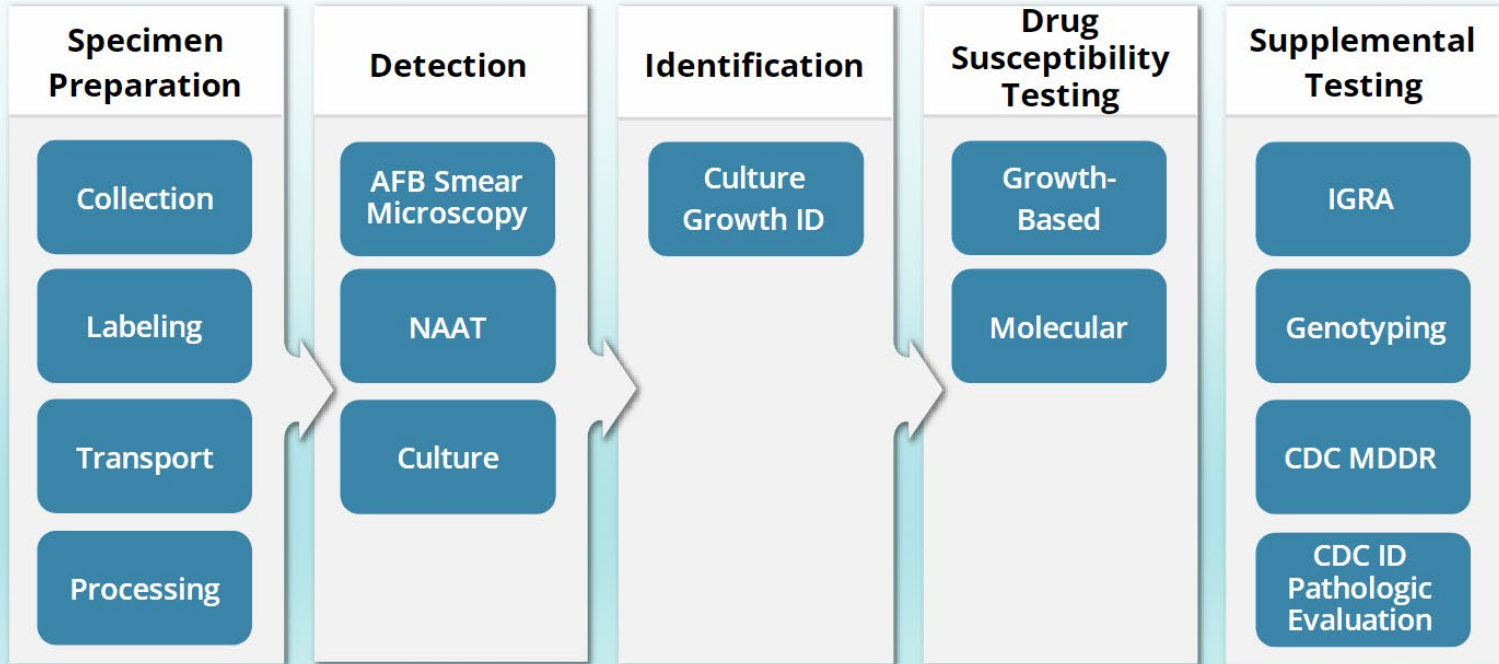 Specimen
Preparation
Collection
Labeling
Transport
Processing
Detection
AFB Smear
Microscopy
NAAT
Culture
Identification
Culture
Growth ID
Drug
Susceptibility
Testing
Growth-
Based
Molecular
Supplemental
Testing
IGRA
Genotyping
CDC MDDR
CDC ID
Pathologic
Evaluation